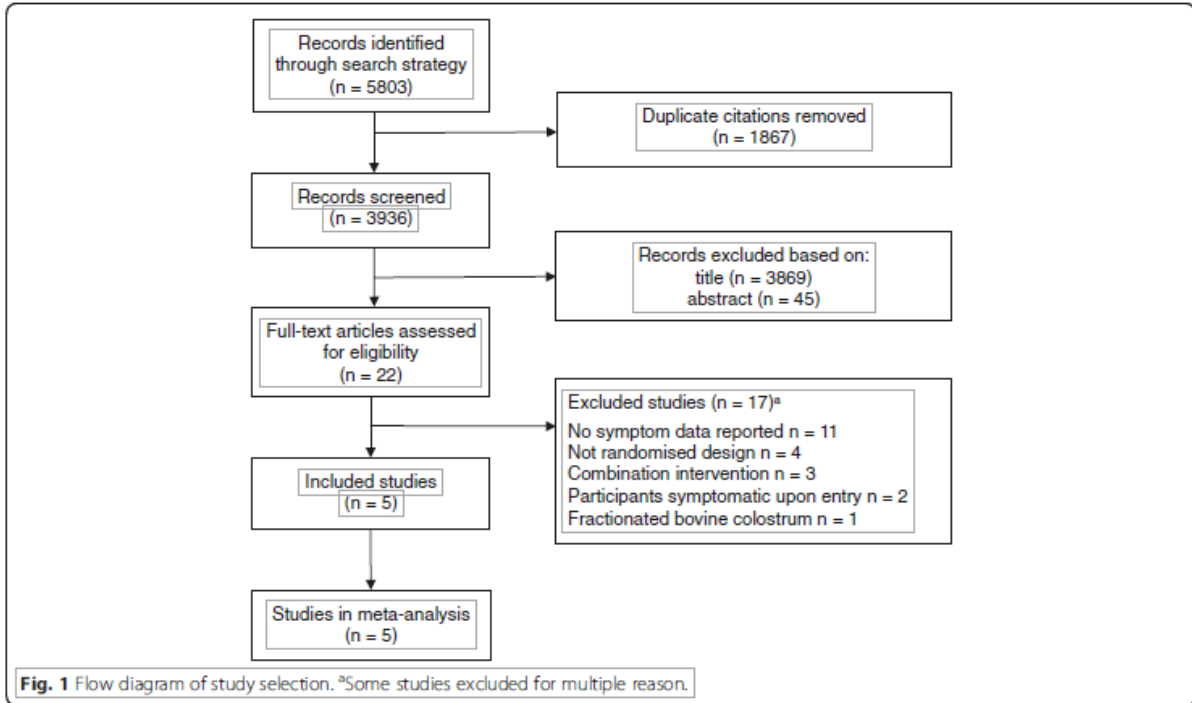 Records identified
through search strategy
(n = 5803)
Duplicate citations removed
(n = 1867)
Records screened
(n = 3936)
Records excluded based on:
title (n = 3869)
abstract (n = 45)
Full-text articles assessed
for eligibility
(n = 22)
Excluded studies (n = 17)ª
No symptom data reported n = 11
Not randomised design n = 4
Combination intervention n = 3
Participants symptomatic upon entry n = 2
Fractionated bovine colostrum n = 1
Included studies
(n = 5)
Studies in meta-analysis
(n = 5)
Fig. 1 Flow diagram of study selection. ªSome studies excluded for multiple reason.